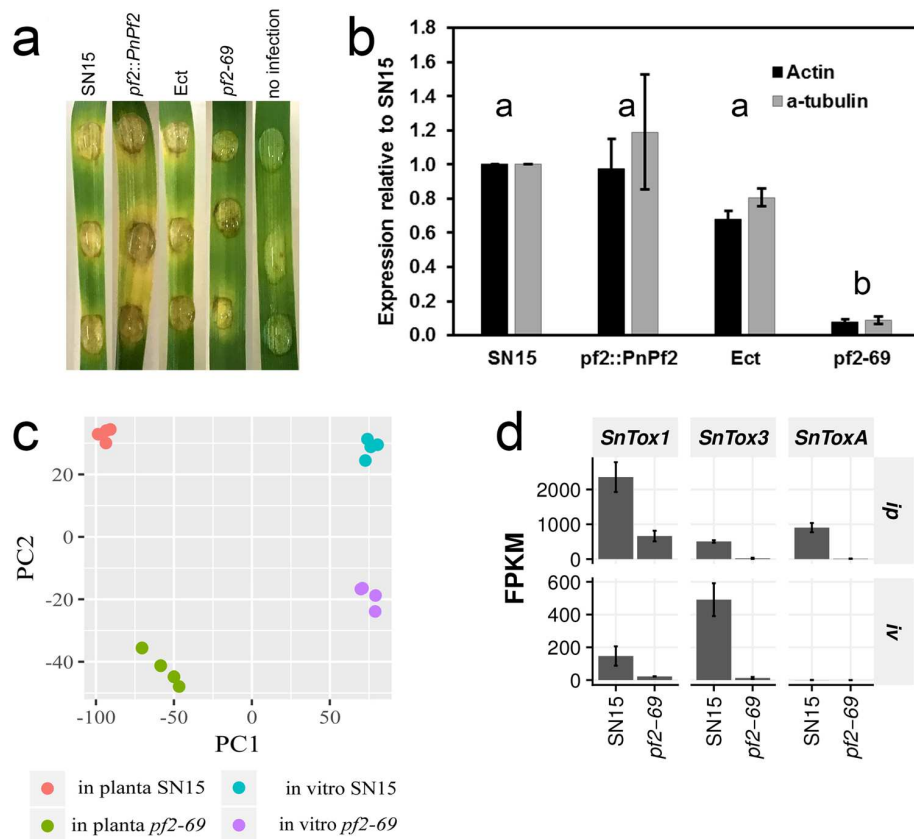 a
SN15
pf2::PnPf2
Ect
pf2-69
no infection
b
Expression relative to SN15
1.8
1.6
1.4
1.2
1.0
0.8
0.6
0.4
0.2
0.0
Actin
a-tubulin
a
a
a
b
SN15
pf2::PnPf2
Ect
pf2-69
c
PC2
20
0
-20
-40
-100
-50
0
50
PC1
in planta SN15
in vitro SN15
in planta pf2-69
in vitro pf2-69
d
SnTox1
SnTox3
SnToxA
FPKM
2000
1000
0
ip
600
400
200
0
iv
SN15
pf2-69
SN15
pf2-69
SN15
pf2-69